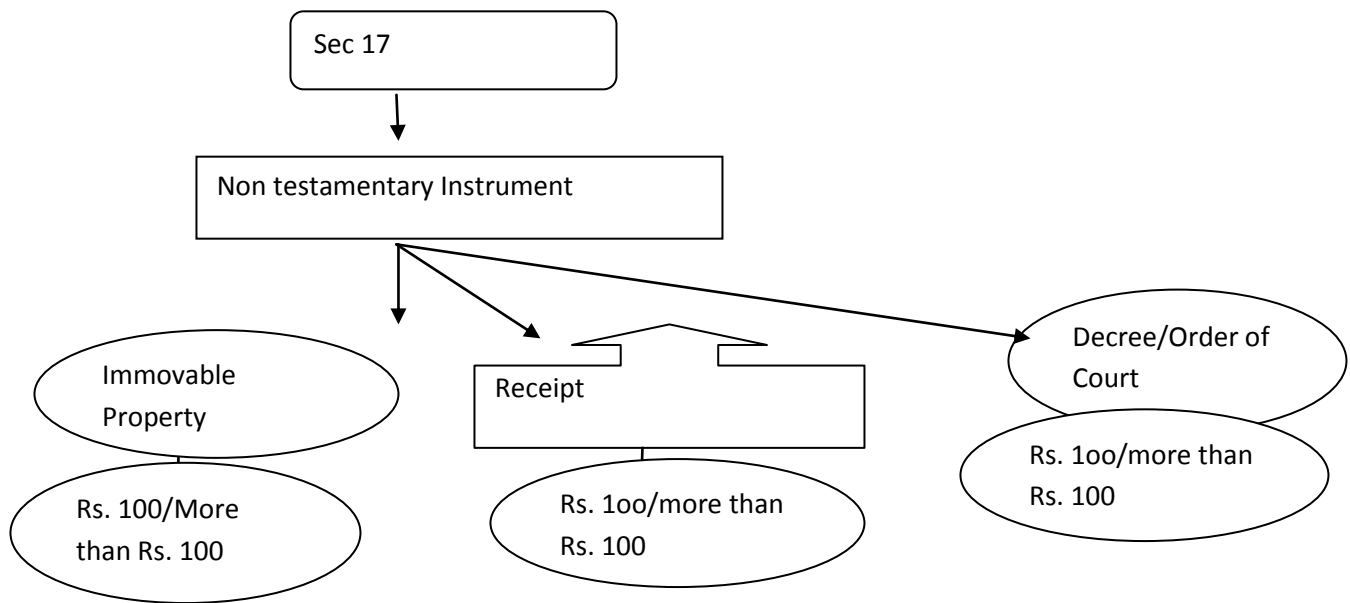 Sec 17
Non testamentary Instrument
Immovable
Property
Rs. 100/More
than Rs. 100
Receipt
Rs. 1oo/more than
Rs. 100
Decree/Order of
Court
Rs. 1oo/more than
Rs. 100